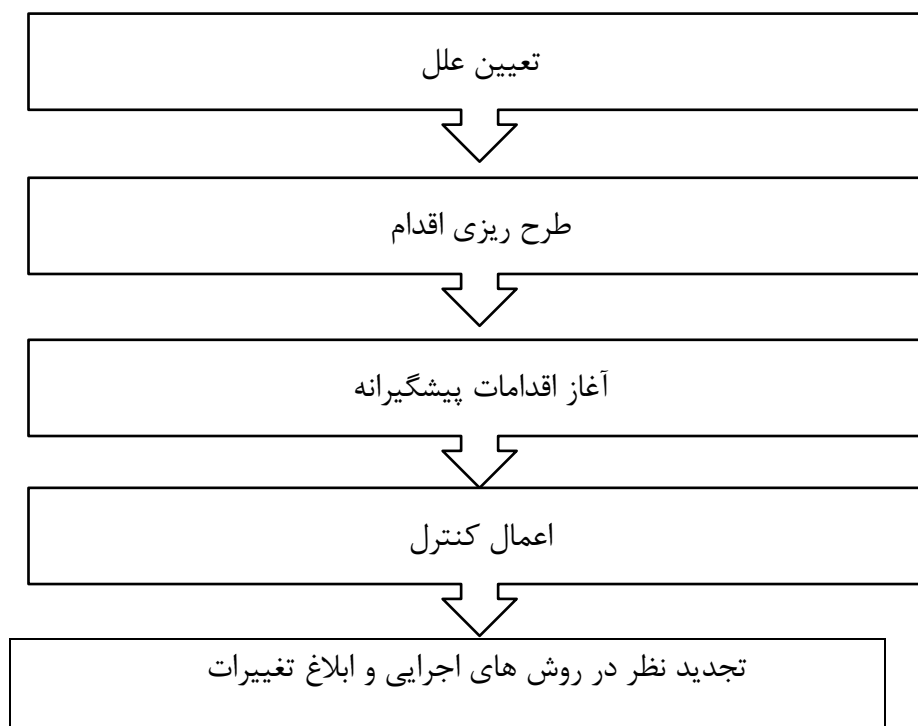 تعیین علل
طرح ریزی اقدام
آغاز اقدامات پیشگیرانه
اعمال کنترل
تجدید نظر در روش های اجرایی و ابلاغ تغییرات